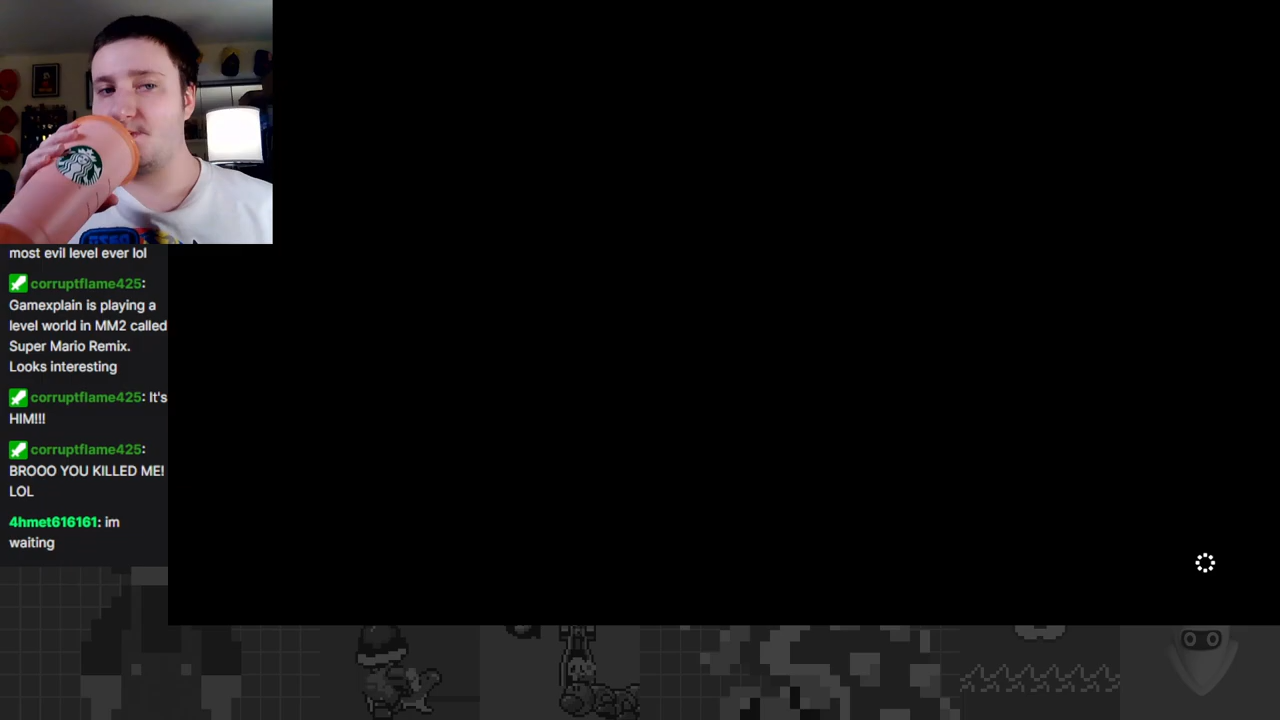 most evil level ever lol
corruptflame425:
Gamexplain is playing a
level world in MM2 called
Super Mario Remix.
Looks interesting
corruptflame425: It's
HIM!!!
corruptflame425:
BROOO YOU KILLED ME!
LOL
4hmet616161: im
waiting